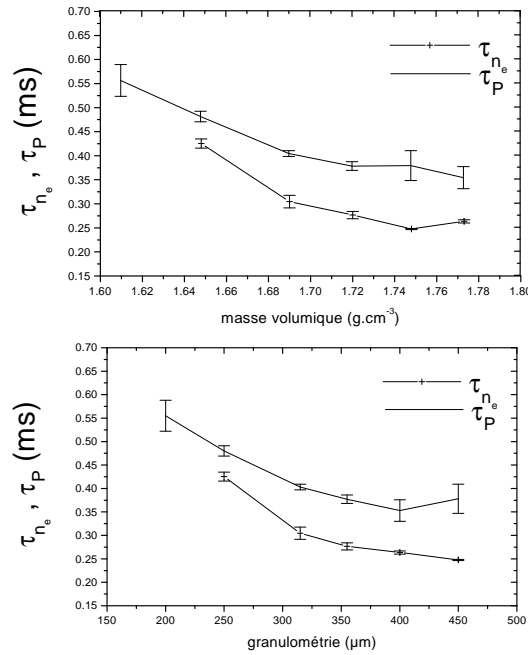 0.70
0.65
0.60
0.55
0.50
0.45
0.40
0.35
0.30
0.25
0.20
0.15
τnₑ , τP (ms)
τnₑ
τP
1.60 1.62 1.64 1.66 1.68 1.70 1.72 1.74 1.76 1.78 1.80
masse volumique (g.cm⁻³)
0.70
0.65
0.60
0.55
0.50
0.45
0.40
0.35
0.30
0.25
0.20
0.15
τnₑ , τP (ms)
τnₑ
τP
150 200 250 300 350 400 450 500
granulométrie (µm)